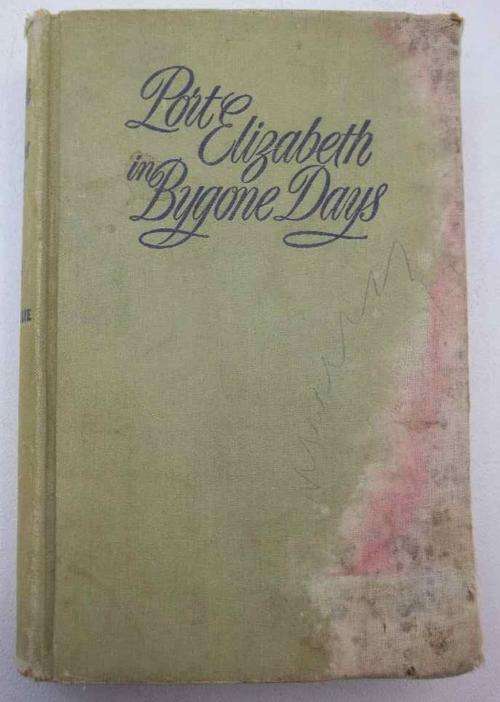 Port
Elizabeth
in
Bygone Days